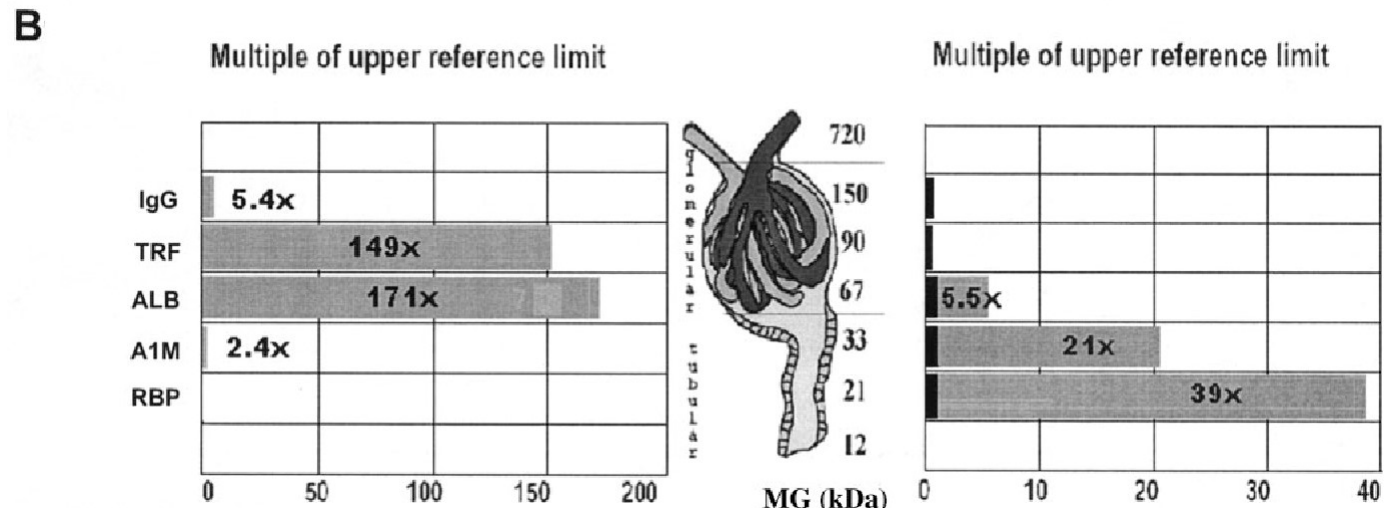 B
Multiple of upper reference limit
Multiple of upper reference limit
IgG
TRF
ALB
A1M
RBP
5.4x
149x
171x
2.4x
0 50 100 150 200
glomerular
tubular
720
150
90
67
33
21
12
MG (kDa)
5.5x
21x
39x
0 10 20 30 40